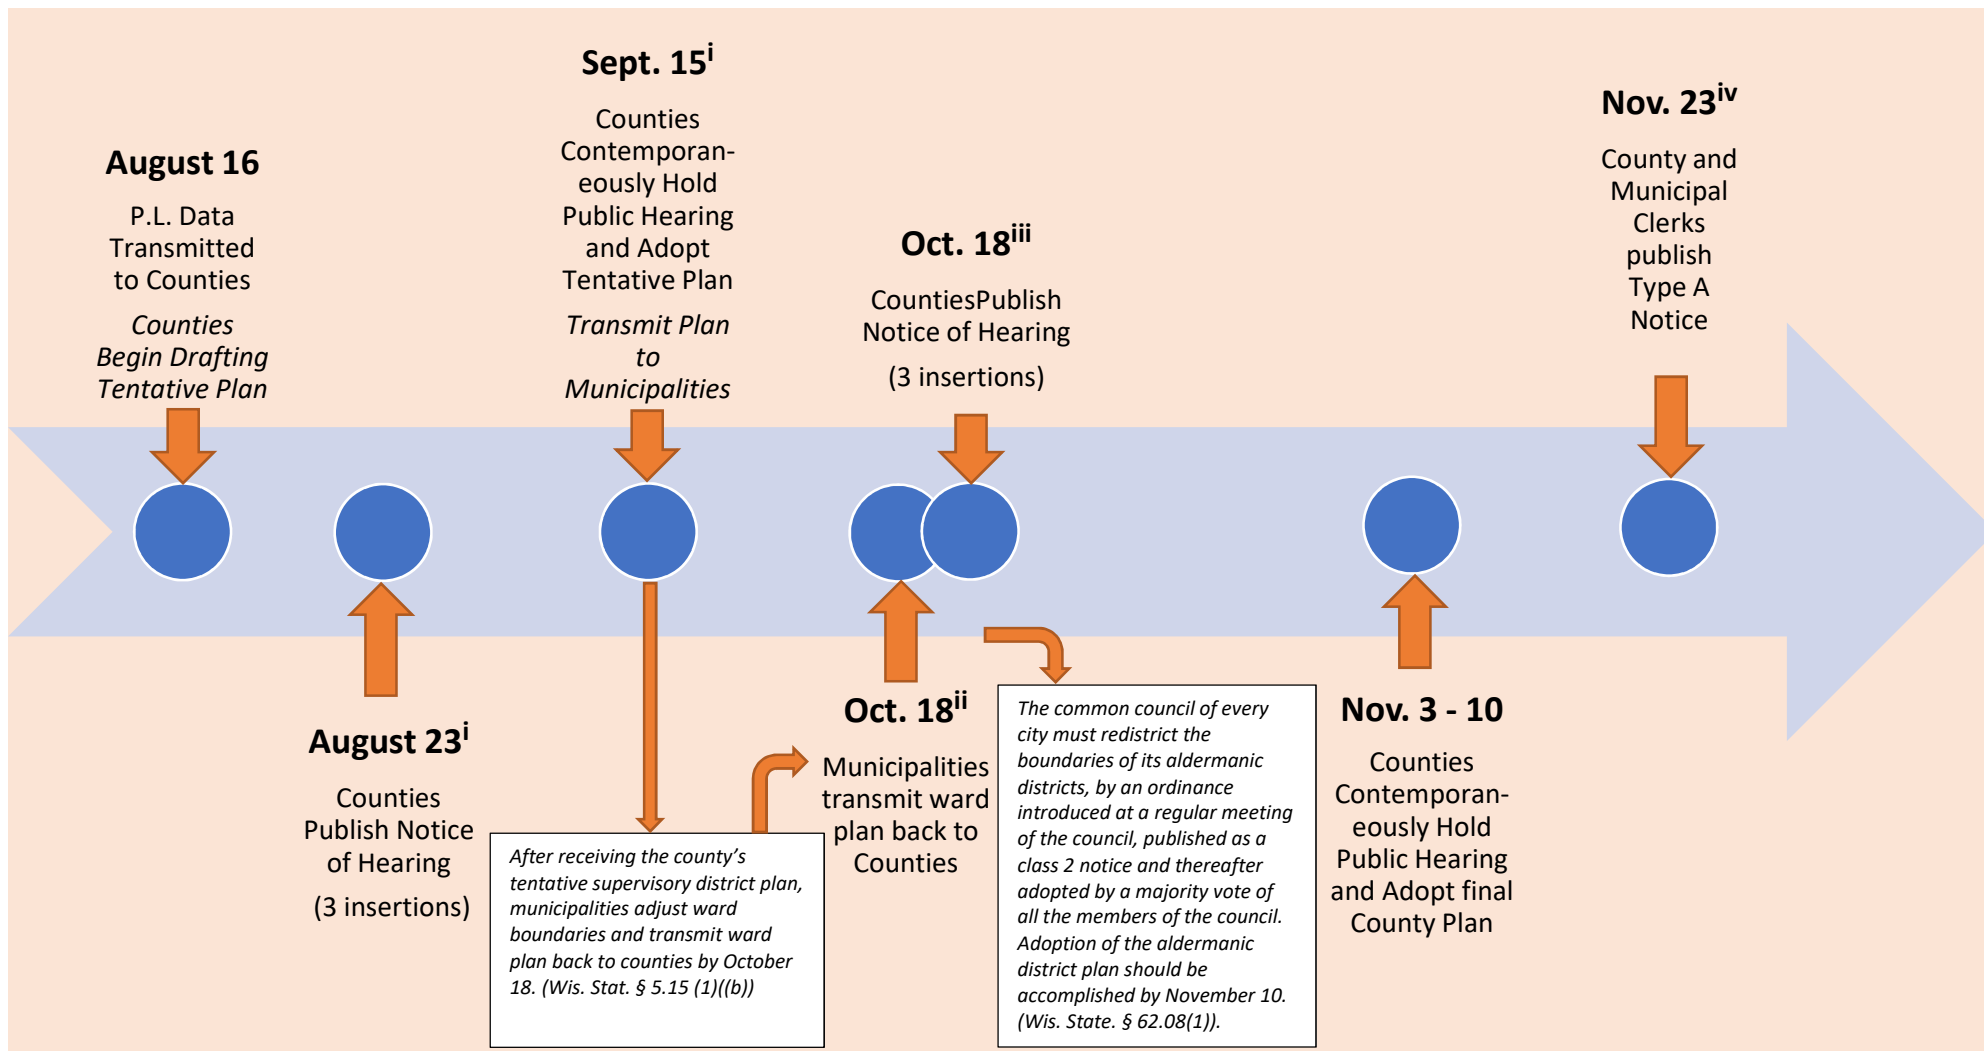 August 16
P.L. Data
Transmitted
to Counties
Counties
Begin Drafting
Tentative Plan
August 23i
Counties
Publish Notice
of Hearing
(3 insertions)
Sept. 15i
Counties
Contemporan-
eously Hold
Public Hearing
and Adopt
Tentative Plan
Transmit Plan
to
Municipalities
After receiving the county’s
tentative supervisory district plan,
municipalities adjust ward
boundaries and transmit ward
plan back to counties by October
18. (Wis. Stat. § 5.15 (1)((b))
Oct. 18ii
Municipalities
transmit ward
plan back to
Counties
Oct. 18iii
CountiesPublish
Notice of Hearing
(3 insertions)
The common council of every
city must redistrict the
boundaries of its aldermanic
districts, by an ordinance
introduced at a regular meeting
of the council, published as a
class 2 notice and thereafter
adopted by a majority vote of
all the members of the council.
Adoption of the aldermanic
district plan should be
accomplished by November 10.
(Wis. State. § 62.08(1)).
Nov. 3 - 10
Counties
Contemporan-
eously Hold
Public Hearing
and Adopt final
County Plan
Nov. 23iv
County and
Municipal
Clerks
publish
Type A
Notice